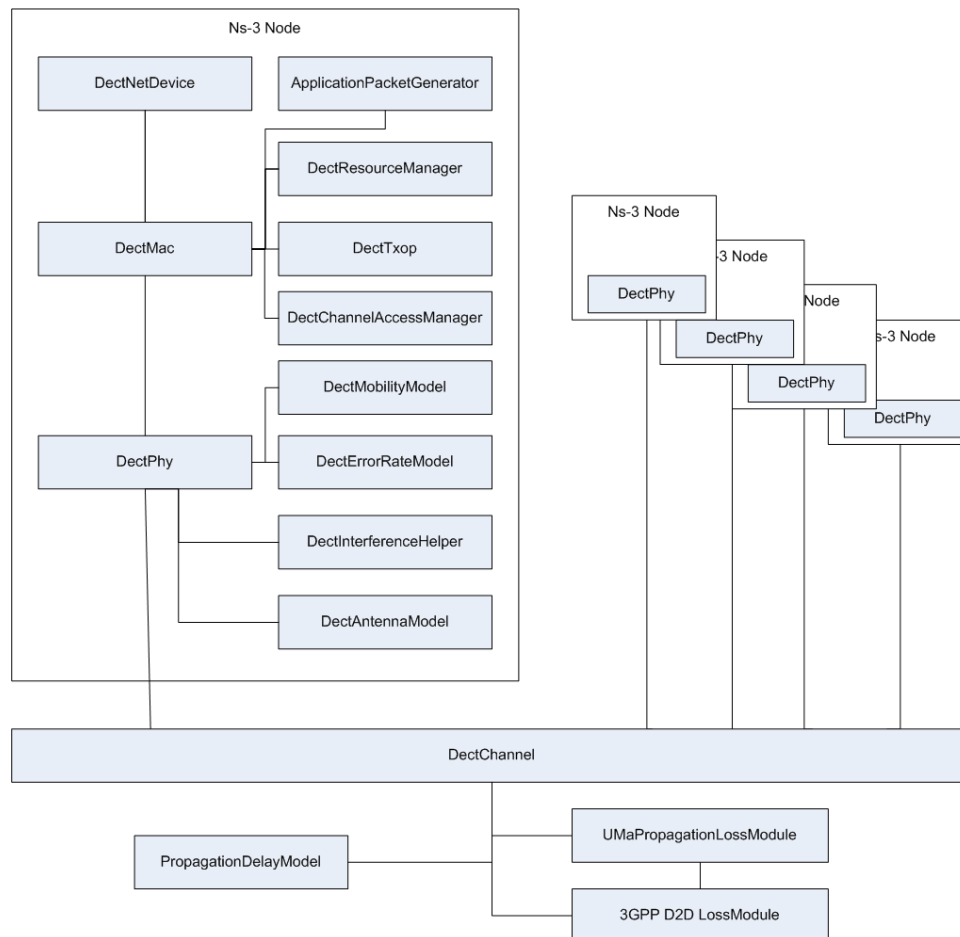 Ns-3 Node
DectNetDevice
ApplicationPacketGenerator
DectResourceManager
DectMac
DectTxop
DectChannelAccessManager
DectMobilityModel
DectPhy
DectErrorRateModel
DectInterferenceHelper
DectAntennaModel
Ns-3 Node
DectPhy
-3 Node
DectPhy
Node
DectPhy
s-3 Node
DectPhy
DectChannel
UMaPropagationLossModule
PropagationDelayModel
3GPP D2D LossModule